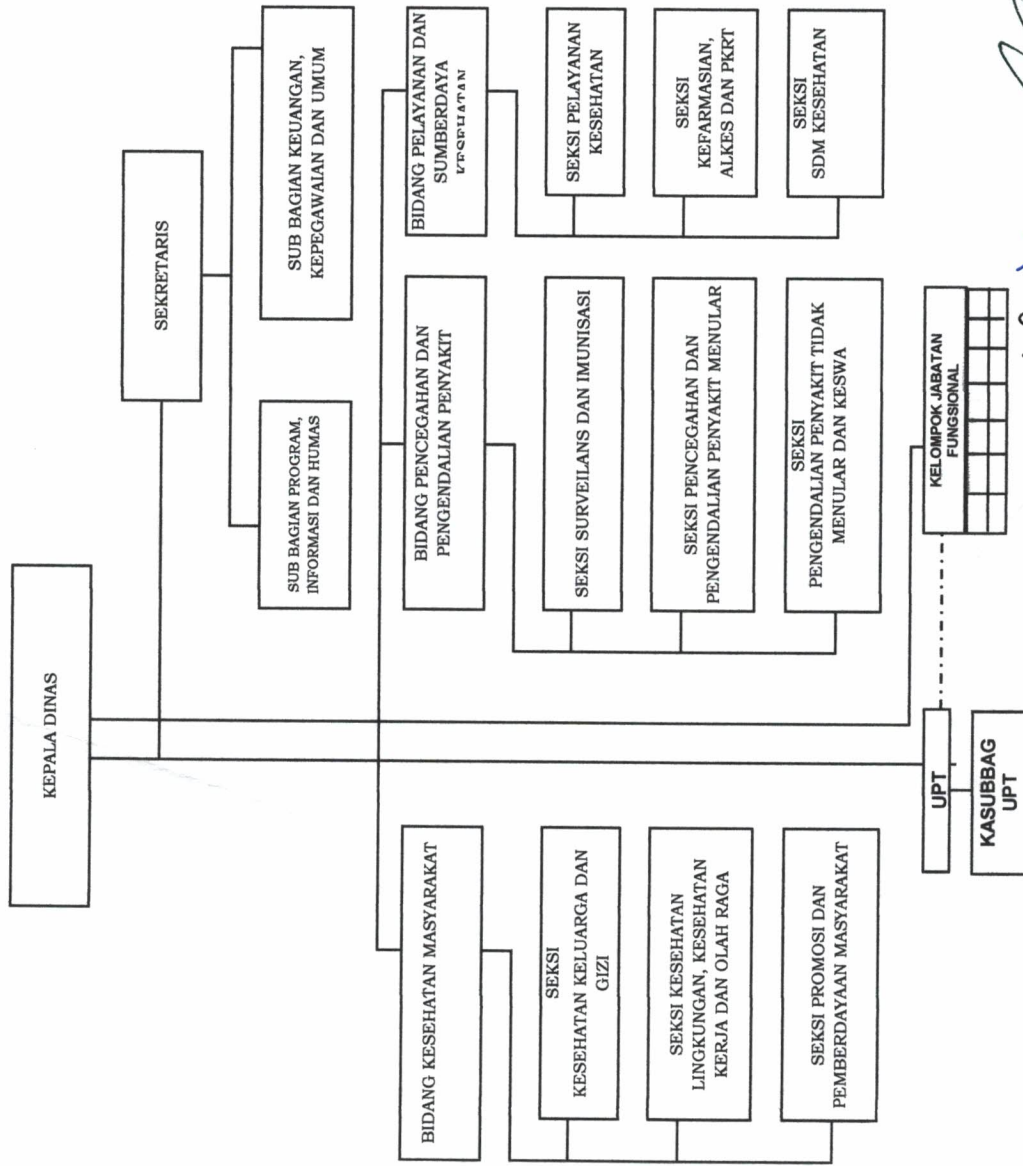 KEPALA DINAS
SEKRETARIS
SUB BAGIAN PROGRAM,
INFORMASI DAN HUMAS
SUB BAGIAN KEUANGAN,
KEPEGAWAIAN DAN UMUM
BIDANG KESEHATAN MASYARAKAT
SEKSI
KESEHATAN KELUARGA DAN
GIZI
SEKSI KESEHATAN
LINGKUNGAN, KESEHATAN
KERJA DAN OLAH RAGA
SEKSI PROMOSI DAN
PEMBERDAYAAN MASYARAKAT
BIDANG PENCEGAHAN DAN
PENGENDALIAN PENYAKIT
SEKSI SURVEILANS DAN IMUNISASI
SEKSI PENCEGAHAN DAN
PENGENDALIAN PENYAKIT MENULAR
SEKSI
PENGENDALIAN PENYAKIT TIDAK
MENULAR DAN KESWA
BIDANG PELAYANAN DAN
SUMBERDAYA
KESEHATAN
SEKSI PELAYANAN
KESEHATAN
SEKSI
KEFARMASIAN,
ALKES DAN PKRT
SEKSI
SDM KESEHATAN
UPT
KASUBBAG
UPT
KELOMPOK JABATAN
FUNGSIONAL